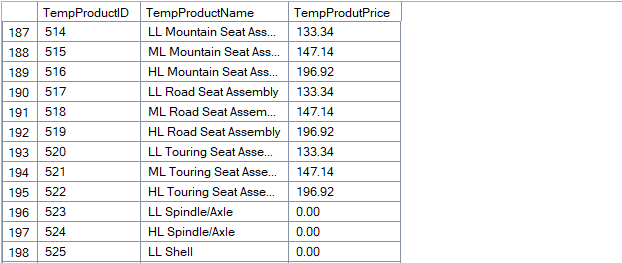 TempProductID TempProductName TempProdutPrice
187 514 LL Mountain Seat Ass... 133.34
188 515 ML Mountain Seat Ass... 147.14
189 516 HL Mountain Seat Ass... 196.92
190 517 LL Road Seat Assembly 133.34
191 518 ML Road Seat Assem... 147.14
192 519 HL Road Seat Assembly 196.92
193 520 LL Touring Seat Asse... 133.34
194 521 ML Touring Seat Asse... 147.14
195 522 HL Touring Seat Asse... 196.92
196 523 LL Spindle/Axle 0.00
197 524 HL Spindle/Axle 0.00
198 525 LL Shell 0.00